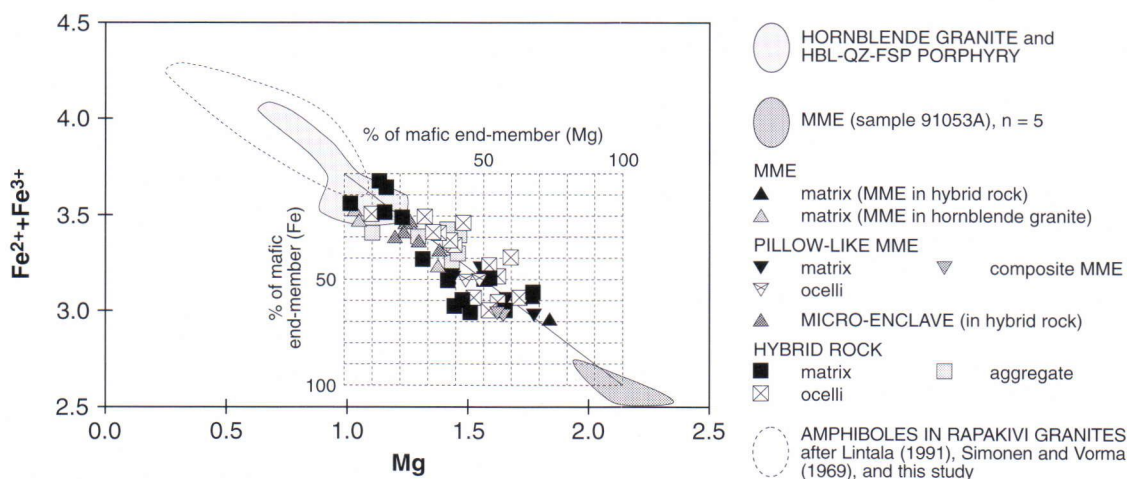 4.5
4.0
3.5
3.0
2.5
Fe2++Fe3+
0.0
0.5
1.0
1.5
2.0
2.5
Mg
% of mafic end-member (Mg)
50
100
% of mafic
end-member (Fe)
50
100
HORNBLENDE GRANITE and
HBL-QZ-FSP PORPHYRY
MME (sample 91053A), n = 5
MME
matrix (MME in hybrid rock)
matrix (MME in hornblende granite)
PILLOW-LIKE MME
matrix
composite MME
ocelli
MICRO-ENCLAVE (in hybrid rock)
HYBRID ROCK
matrix
aggregate
ocelli
AMPHIBOLES IN RAPAKIVI GRANITES
after Lintala (1991), Simonen and Vorma
(1969), and this study